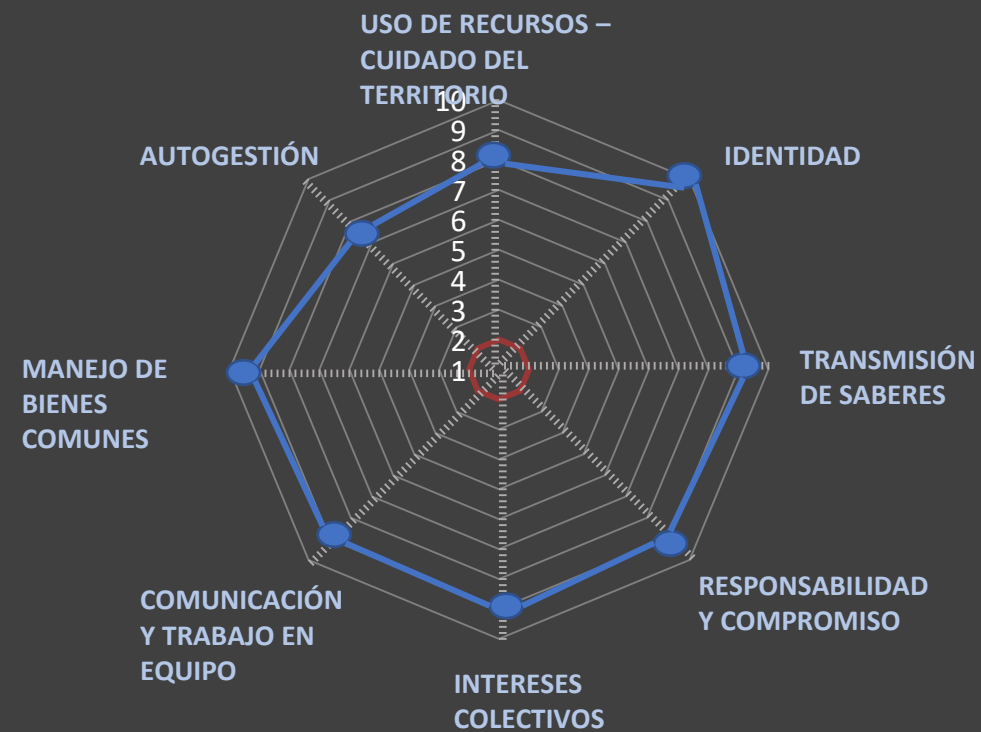 USO DE RECURSOS –
CUIDADO DEL
TERRITORIO
10
9
8
7
6
5
4
3
2
1
AUTOGESTIÓN
IDENTIDAD
MANEJO DE
BIENES
COMUNES
TRANSMISIÓN
DE SABERES
COMUNICACIÓN
Y TRABAJO EN
EQUIPO
RESPONSABILIDAD
Y COMPROMISO
INTERESES
COLECTIVOS